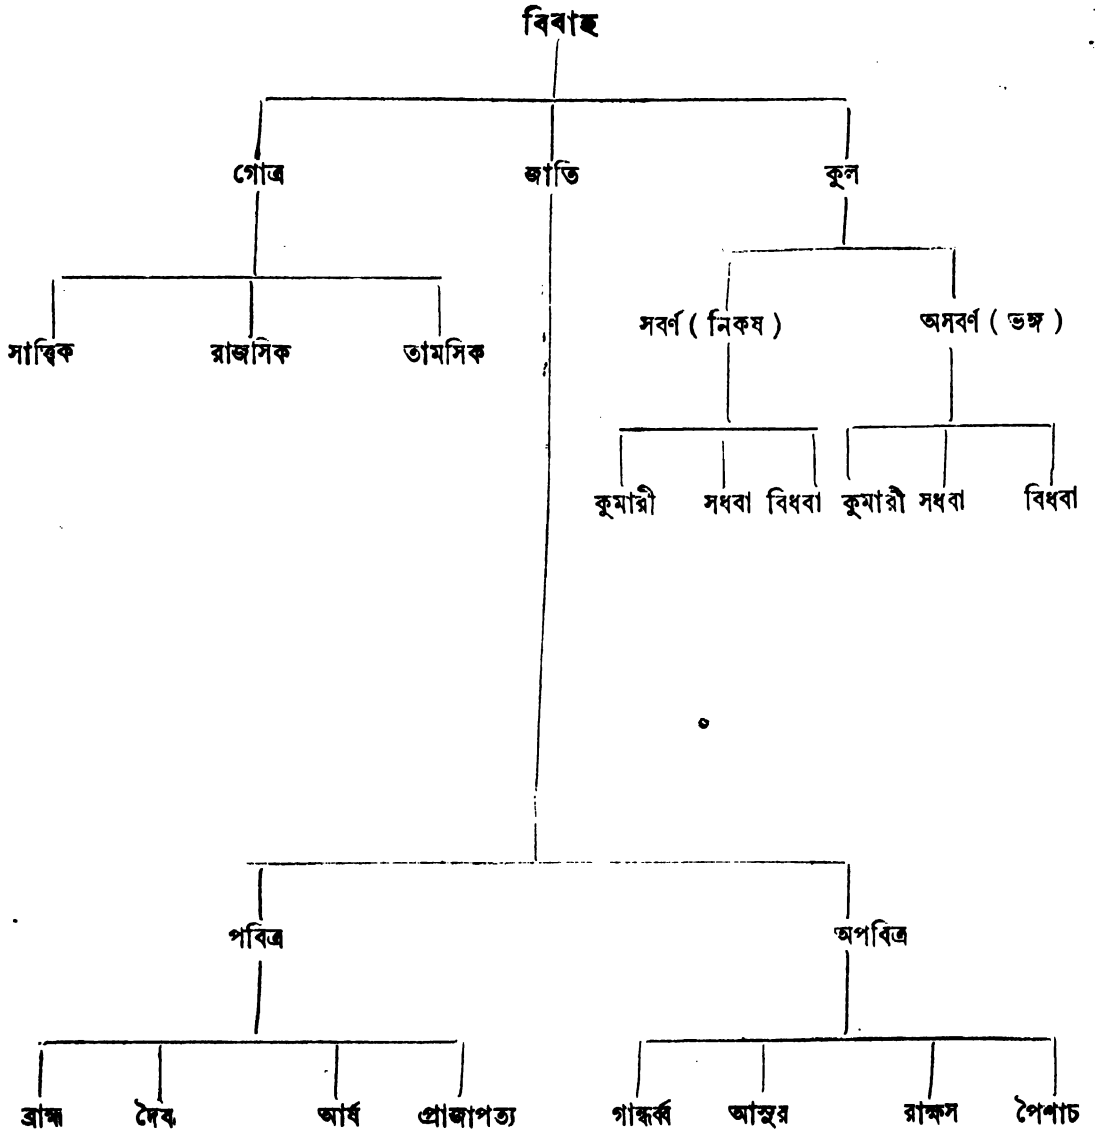 বিবাহ
গোত্র জাতি কুল
সবর্ণ ( নিকষ ) অসবর্ণ ( ভঙ্গ )
সাত্ত্বিক রাজসিক তামসিক
কুমারী সধবা বিধবা কুমারী সধবা বিধবা
পবিত্র অপবিত্র
ব্রাহ্ম দৈব আর্ষ প্রাজাপত্য গান্ধর্ব্ব আসুর রাক্ষস পৈশাচ